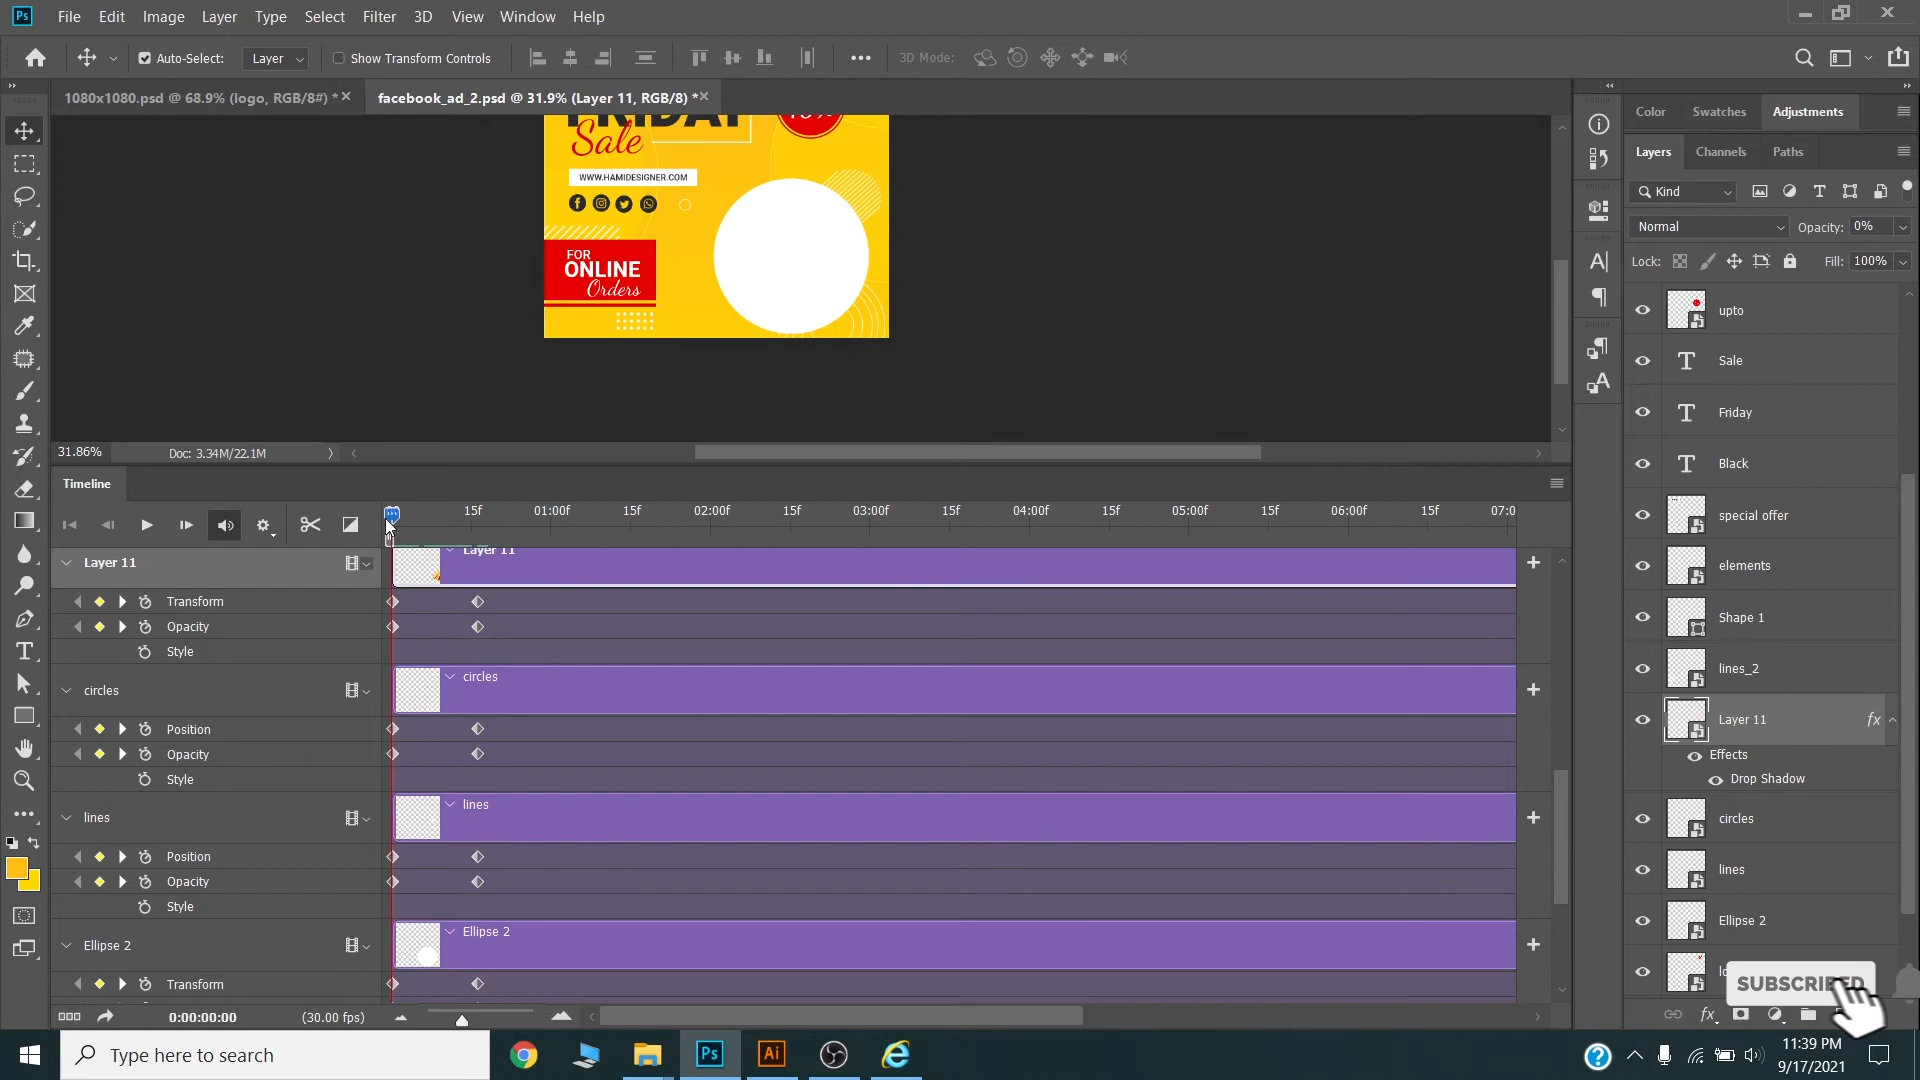 Ps File Edit Image Layer Type Select Filter 3D View Window Help
Auto-Select: Layer Show Transform Controls 3D Mode:
1080x1080.psd @ 68.9% (logo, RGB/8#) * facebook_ad_2.psd @ 31.9% (Layer 11, RGB/8) *
Color Swatches Adjustments
Layers Channels Paths
Kind
Normal Opacity: 0%
Lock: Fill: 100%
FRIDAY
Sale
WWW.HAMIDESIGNER.COM
FOR
ONLINE
Orders
upto
Sale
Friday
Black
special offer
elements
Shape 1
lines_2
Layer 11 fx
Effects
Drop Shadow
circles
lines
Ellipse 2
SUBSCRIBED
fx
31.86% Doc: 3.34M/22.1M
Timeline
15f 01:00f 15f 02:00f 15f 03:00f 15f 04:00f 15f 05:00f 15f 06:00f 15f 07:0
Layer 11 Layer 11
Transform
Opacity
Style
circles circles
Position
Opacity
Style
lines lines
Position
Opacity
Style
Ellipse 2 Ellipse 2
Transform
0:00:00:00 (30.00 fps)
Type here to search Ps Ai
11:39 PM
9/17/2021